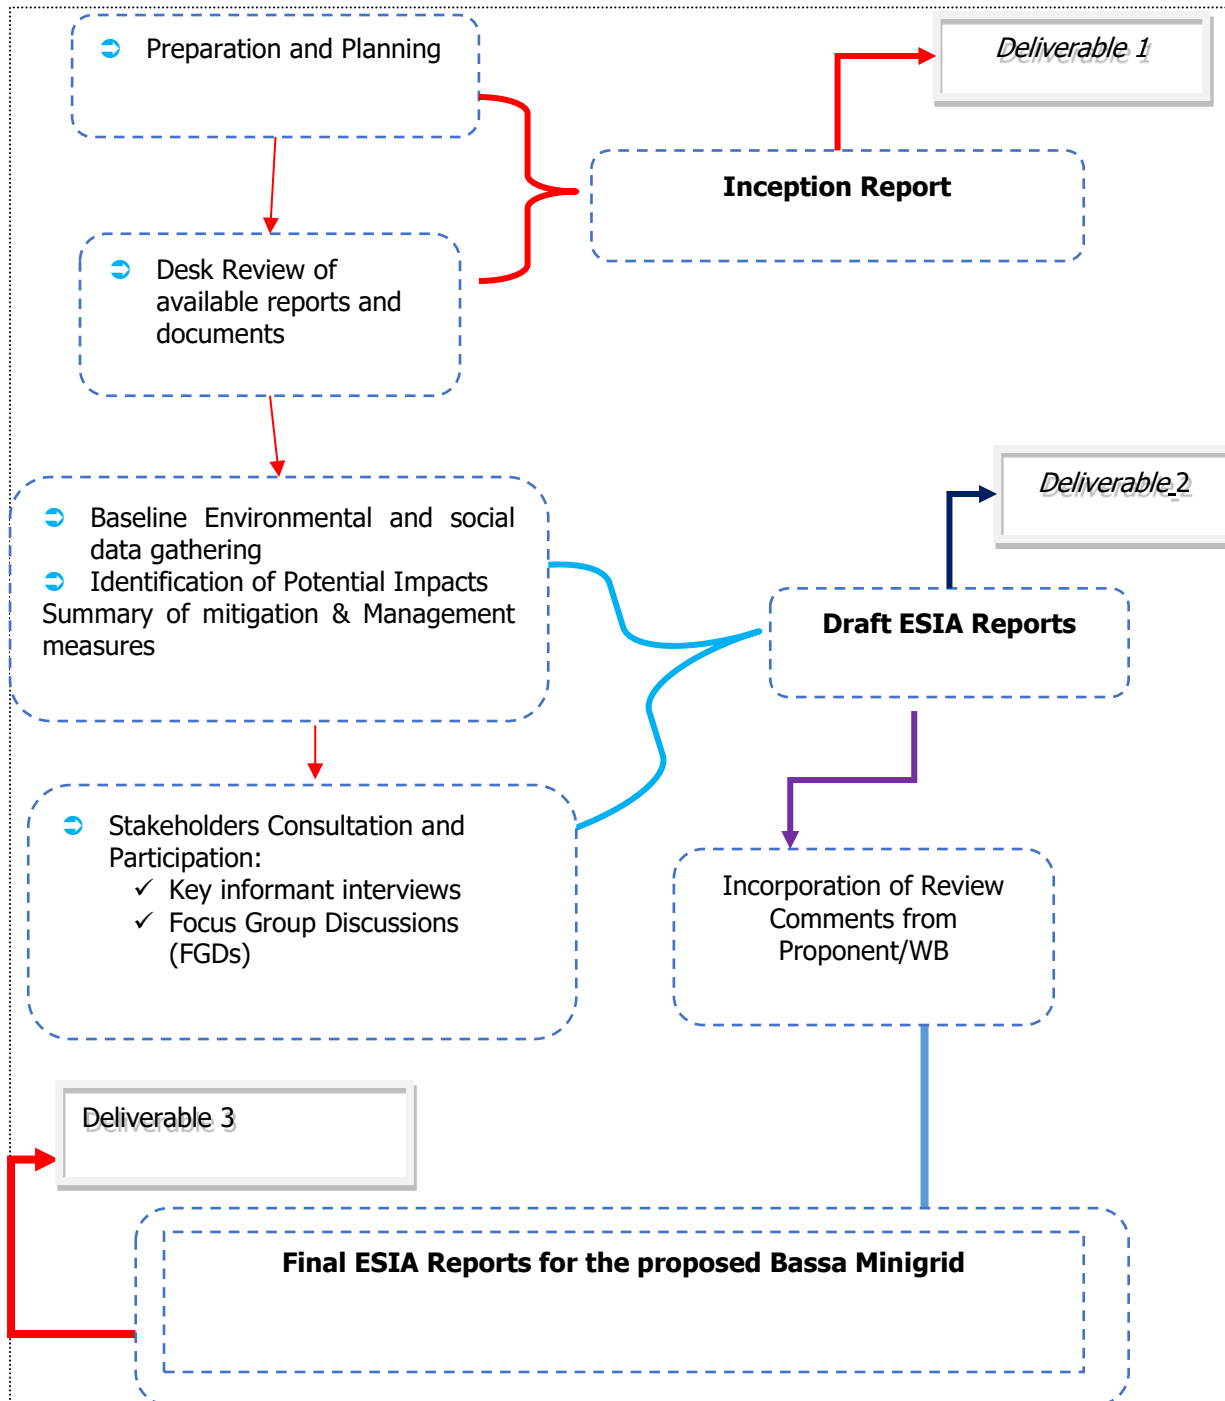 Preparation and Planning
Deliverable 1
Inception Report
Desk Review of
available reports and
documents
Deliverable 2
Baseline Environmental and social
data gathering
Identification of Potential Impacts
Summary of mitigation & Management
measures
Draft ESIA Reports
Stakeholders Consultation and
Participation:
✓ Key informant interviews
✓ Focus Group Discussions
(FGDs)
Incorporation of Review
Comments from
Proponent/WB
Deliverable 3
Final ESIA Reports for the proposed Bassa Minigrid